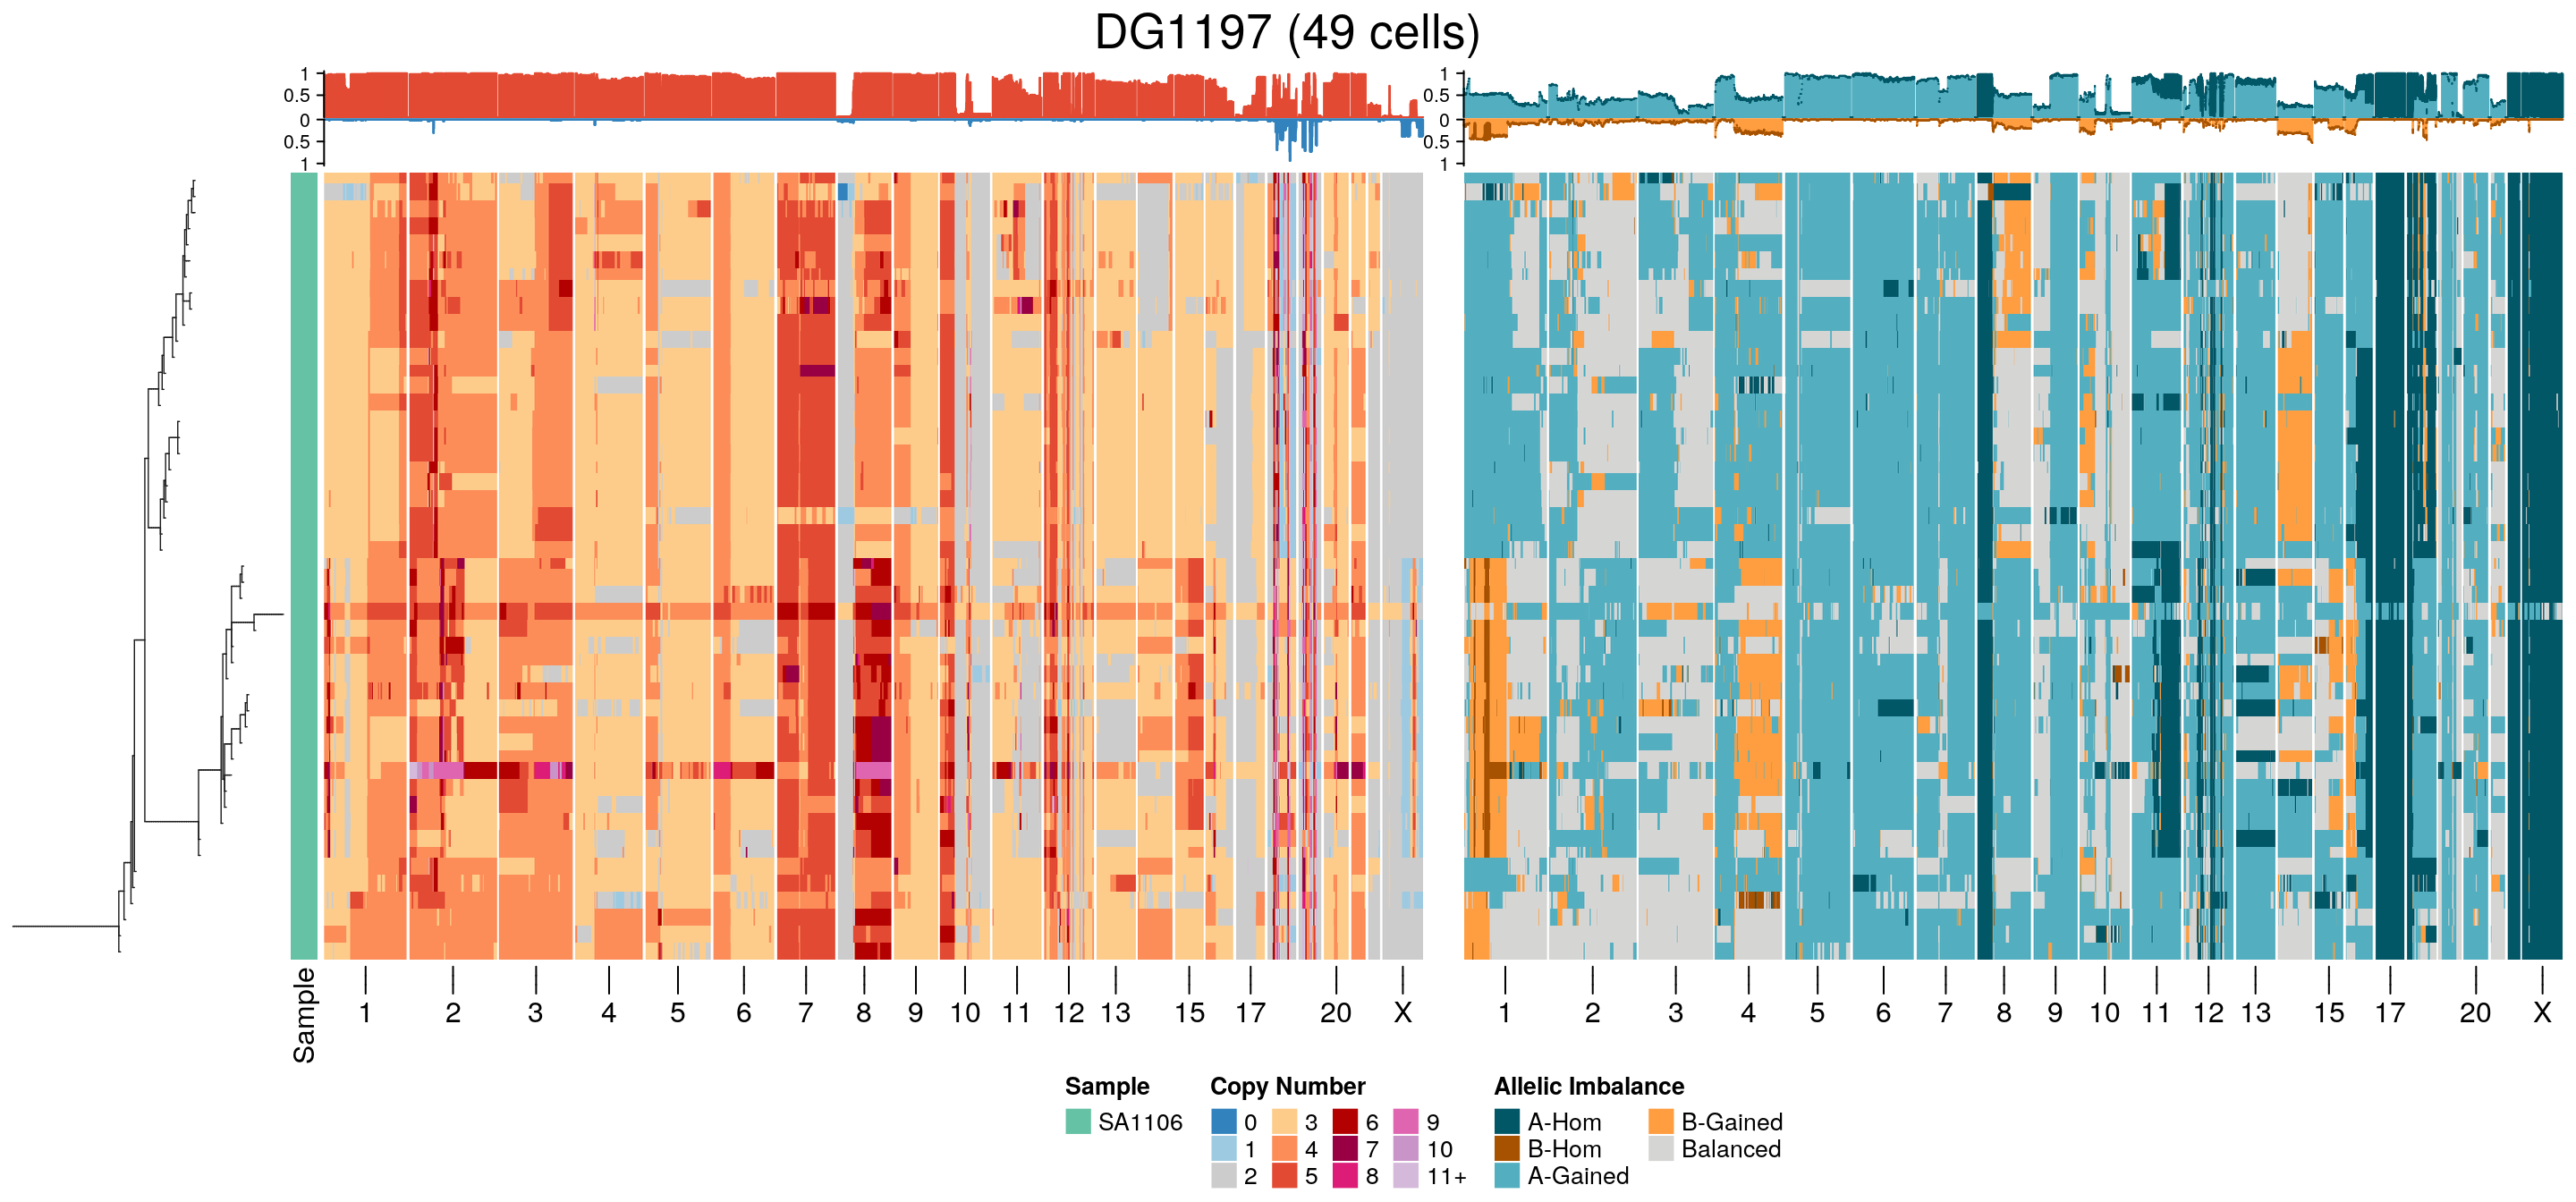 DG1197 (49 cells)
1 1
0.5 0.5
0 0
0.5 0.5
1 1
Sample
1 2 3 4 5 6 7 8 9 10 11 12 13 15 17 20 X
1 2 3 4 5 6 7 8 9 10 11 12 13 15 17 20 X
Sample Copy Number Allelic Imbalance
SA1106 0 3 6 9 A-Hom B-Gained
1 4 7 10 B-Hom Balanced
2 5 8 11+ A-Gained